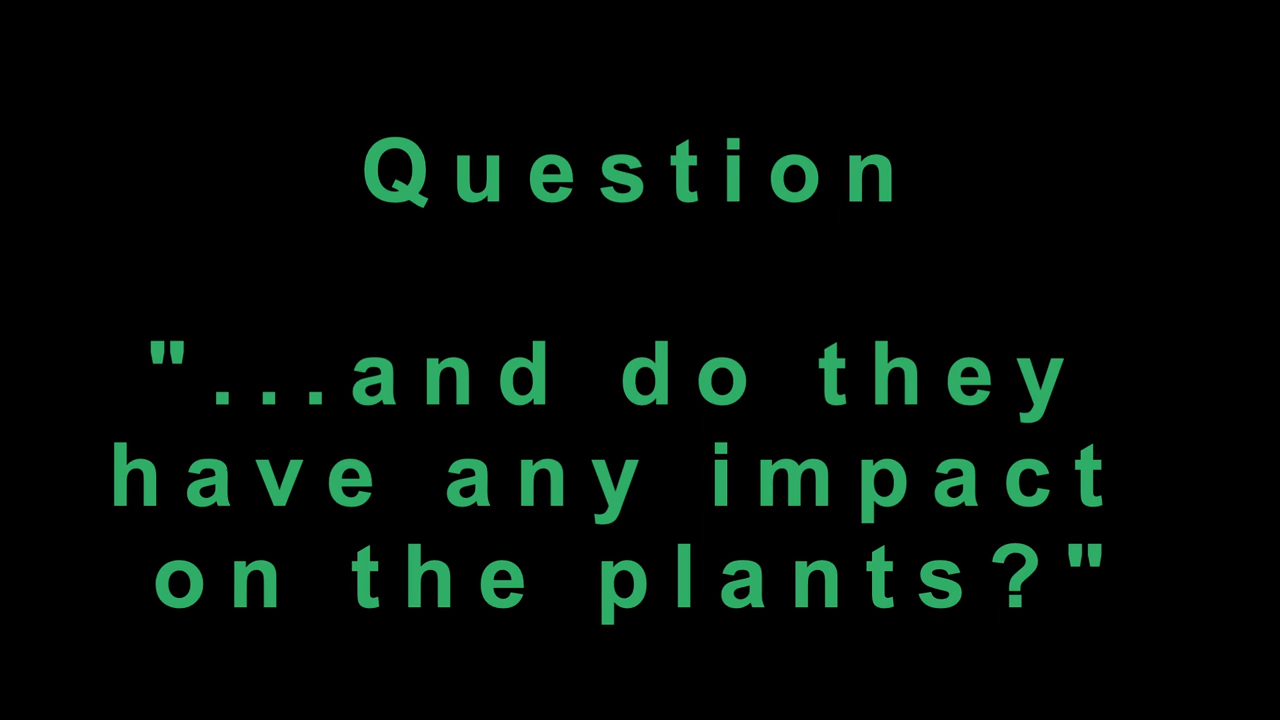 Question
"...and do they
have any impact
on the plants?"